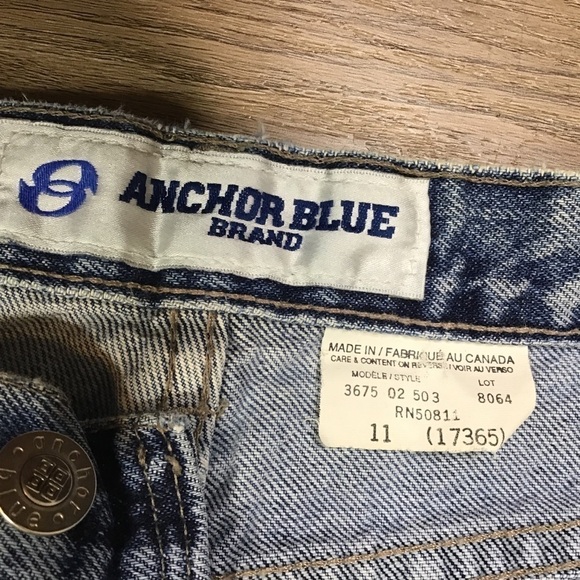 ANCHOR BLUE
BRAND
MADE IN / FABRIQUÉ AU CANADA
CARE & CONTENT ON REVERSE / VOIR AU VERSO
MODÈLE / STYLE LOT
3675 02 503 8064
RN50811
11 (17365)
anchor blue